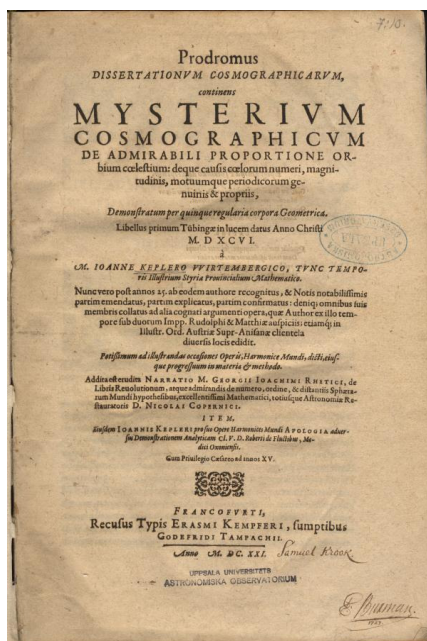 7:10.
Prodromus
DISSERTATIONVM COSMOGRAPHICARVM,
continens
MYSTERIVM
COSMOGRAPHICVM
DE ADMIRABILI PROPORTIONE OR-
bium cœlestium: deque causis cœlorum numeri, magni-
tudinis, motuumque periodicorum ge-
nuinis & propriis,
Demonstratum per quinque regularia corpora Geometrica.
Libellus primum Tübingæ in lucem datus Anno Christi
M. D XCVI.
à
M. IOANNE KEPLERO VVIRTEMBERGICO, TVNC TEMPO-
ris Illustrium Styriæ Provincialium Mathematico.
Nunc vero post annos 25. ab eodem authore recognitus, & Notis notabilissimis
partim emendatus, partim explicatus, partim confirmatus: deniq; omnibus suis
membris collatus ad alia cognati argumenti opera, quæ Author ex illo tem-
pore sub duorum Impp. Rudolphi & Matthiæ auspiciis; etiamq; in
Illustr. Ord. Austriæ Supr-Anisanæ clientela
diversis locis edidit.
Potissimum ad illustrandas occasiones Operis, Harmonice Mundi, dicti, eius-
que progressuum in materia & methodo.
Addita est erudita NARRATIO M. GEORGII IOACHIMI RHETICI, de
Libris Revolutionum, atque admirandis de numero, ordine, & distantiis Sphæra-
rum Mundi hypothesibus, excellentissimi Mathematici, totiusque Astronomiæ Re-
stauratoris D. NICOLAI COPERNICI.
ITEM,
Eiusdem IOANNIS KEPLERI pro suo Opere Harmonices Mundi APOLOGIA adver-
sus Demonstrationem Analyticam Cl. V. D. Roberti de Fluctibus, Me-
dici Oxoniensis.
Cum Privilegio Cæsareo ad annos XV.
FRANCOFVRTI,
Recusus Typis ERASMI KEMPFERI, sumptibus
GODEFRIDI TAMPACHII.
Anno M. DC. XXI.
Samuel Krook
UPPSALA UNIVERSITETS
ASTRONOMISKA OBSERVATORIUM